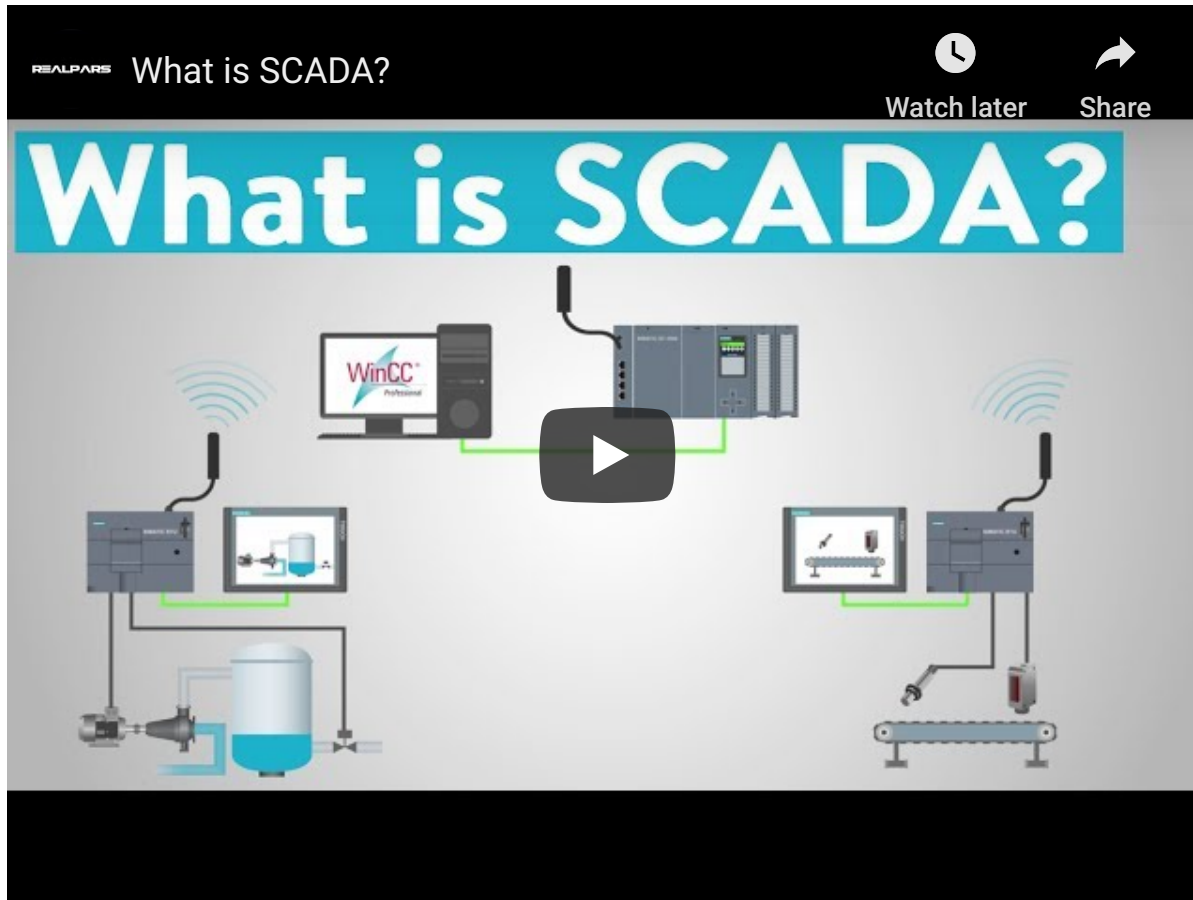 REALPARS
What is SCADA?
Watch later
Share
What is SCADA?
WinCC®
Professional